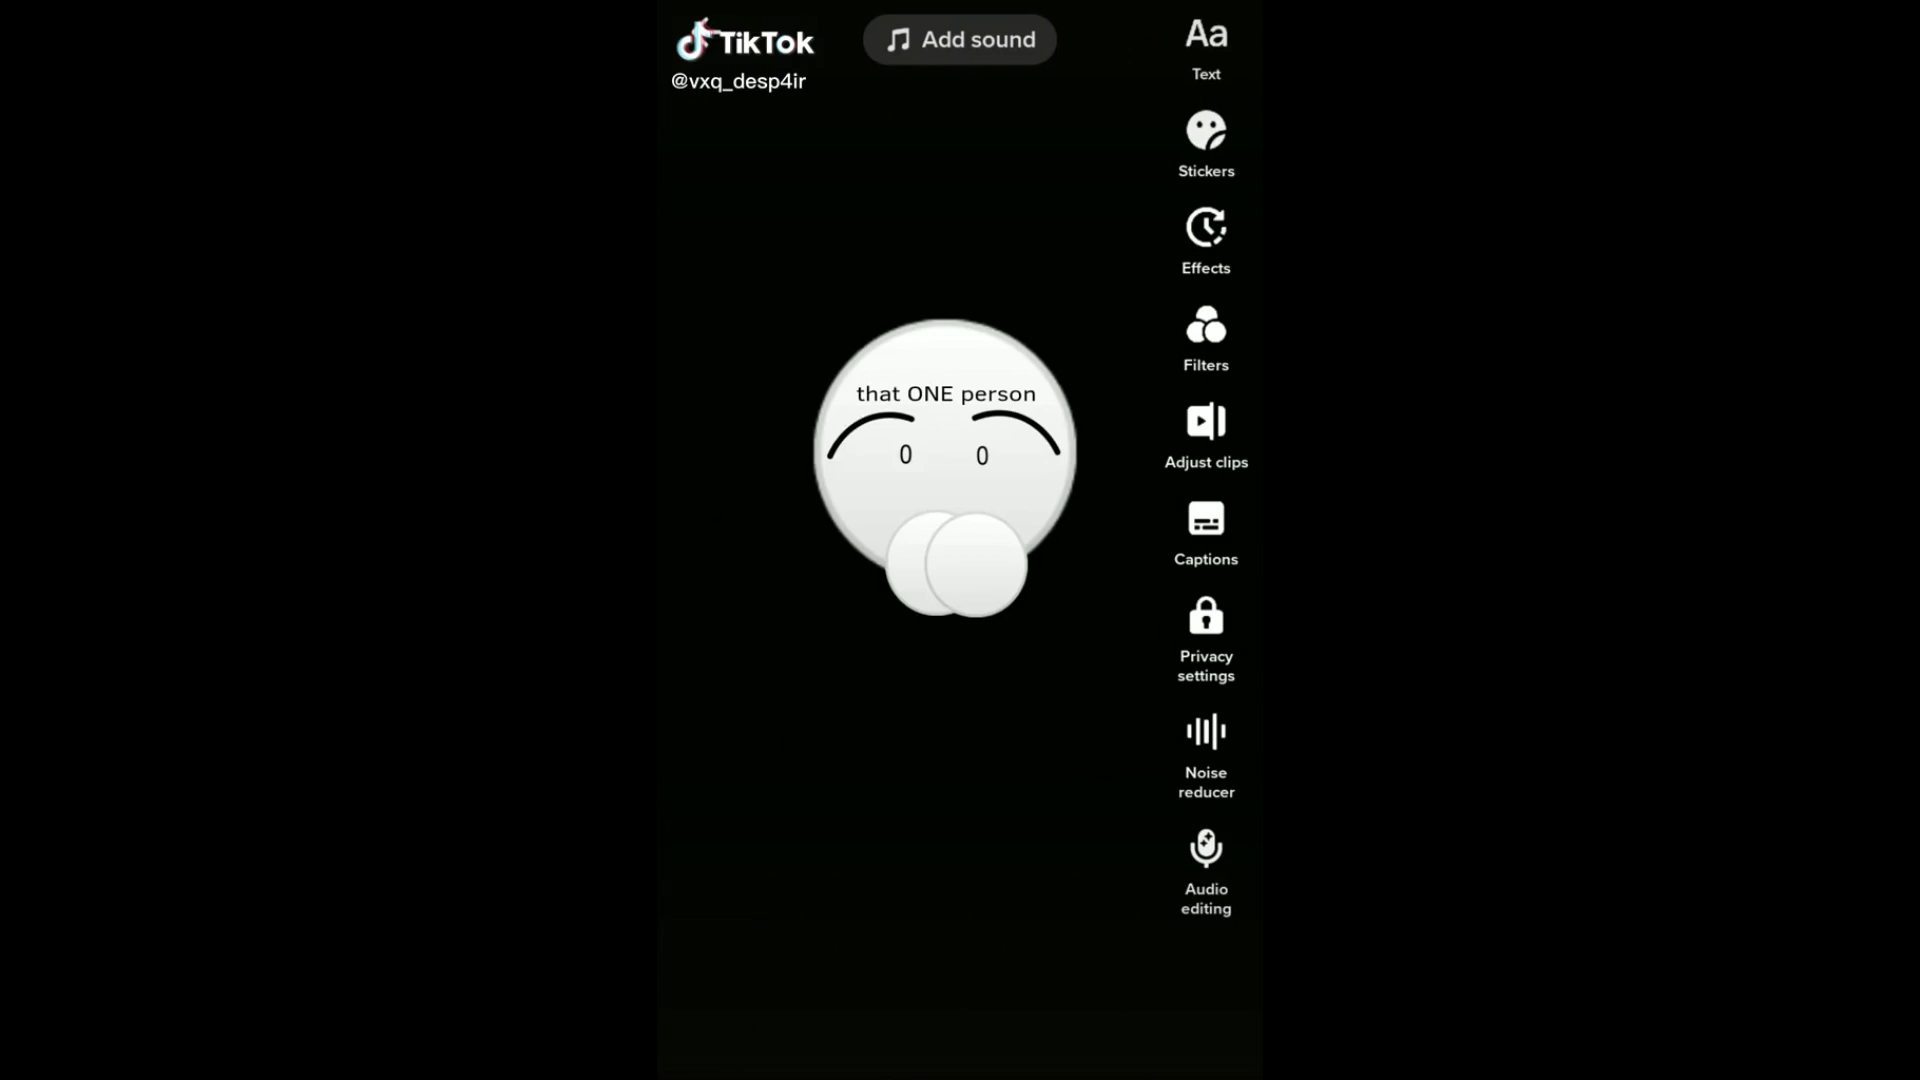 TikTok
@vxq_desp4ir
Add sound
Aa
Text
Stickers
Effects
Filters
Adjust clips
Captions
Privacy
settings
Noise
reducer
Audio
editing
that ONE person
0 0